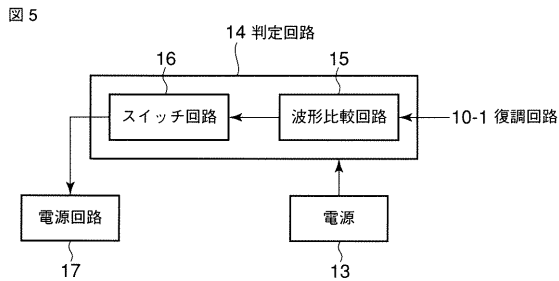 図5
14 判定回路
16
15
スイッチ回路
波形比較回路
10-1 復調回路
電源回路
電源
17
13